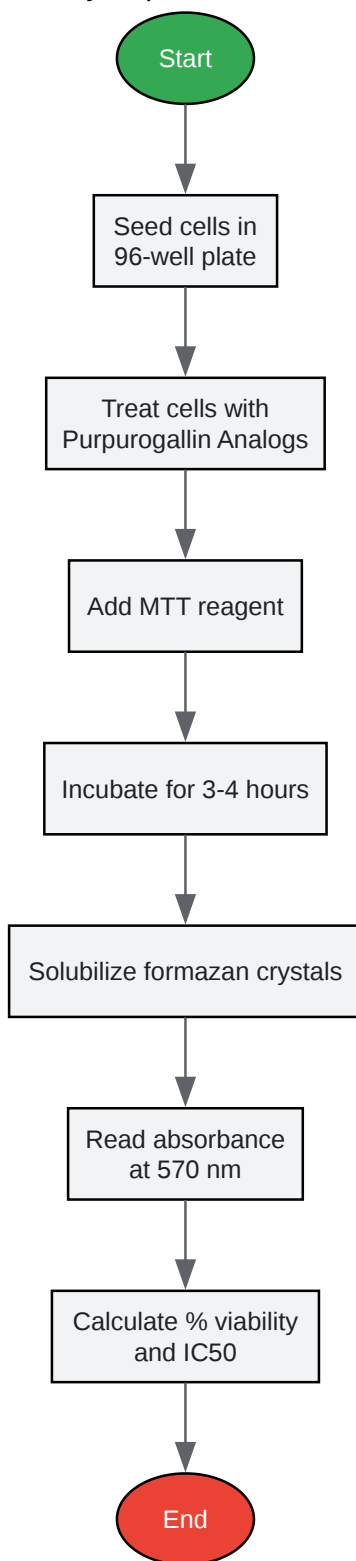 Start
Seed cells in
96-well plate
Treat cells with
Purpurogallin Analogs
Add MTT reagent
Incubate for 3-4 hours
Solubilize formazan crystals
Read absorbance
at 570 nm
Calculate % viability
and IC50
End